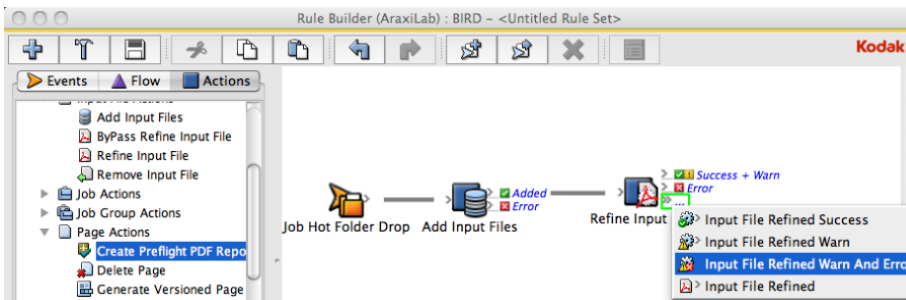 Rule Builder (AraxiLab) : BIRD – <Untitled Rule Set>
Kodak
Events Flow Actions
Input File Actions
Add Input Files
ByPass Refine Input File
Refine Input File
Remove Input File
Job Actions
Job Group Actions
Page Actions
Create Preflight PDF Repo
Delete Page
Generate Versioned Page
Job Hot Folder Drop
Added
Error
Add Input Files
Success + Warn
Error
...
Refine Input
Input File Refined Success
Input File Refined Warn
Input File Refined Warn And Erro
Input File Refined